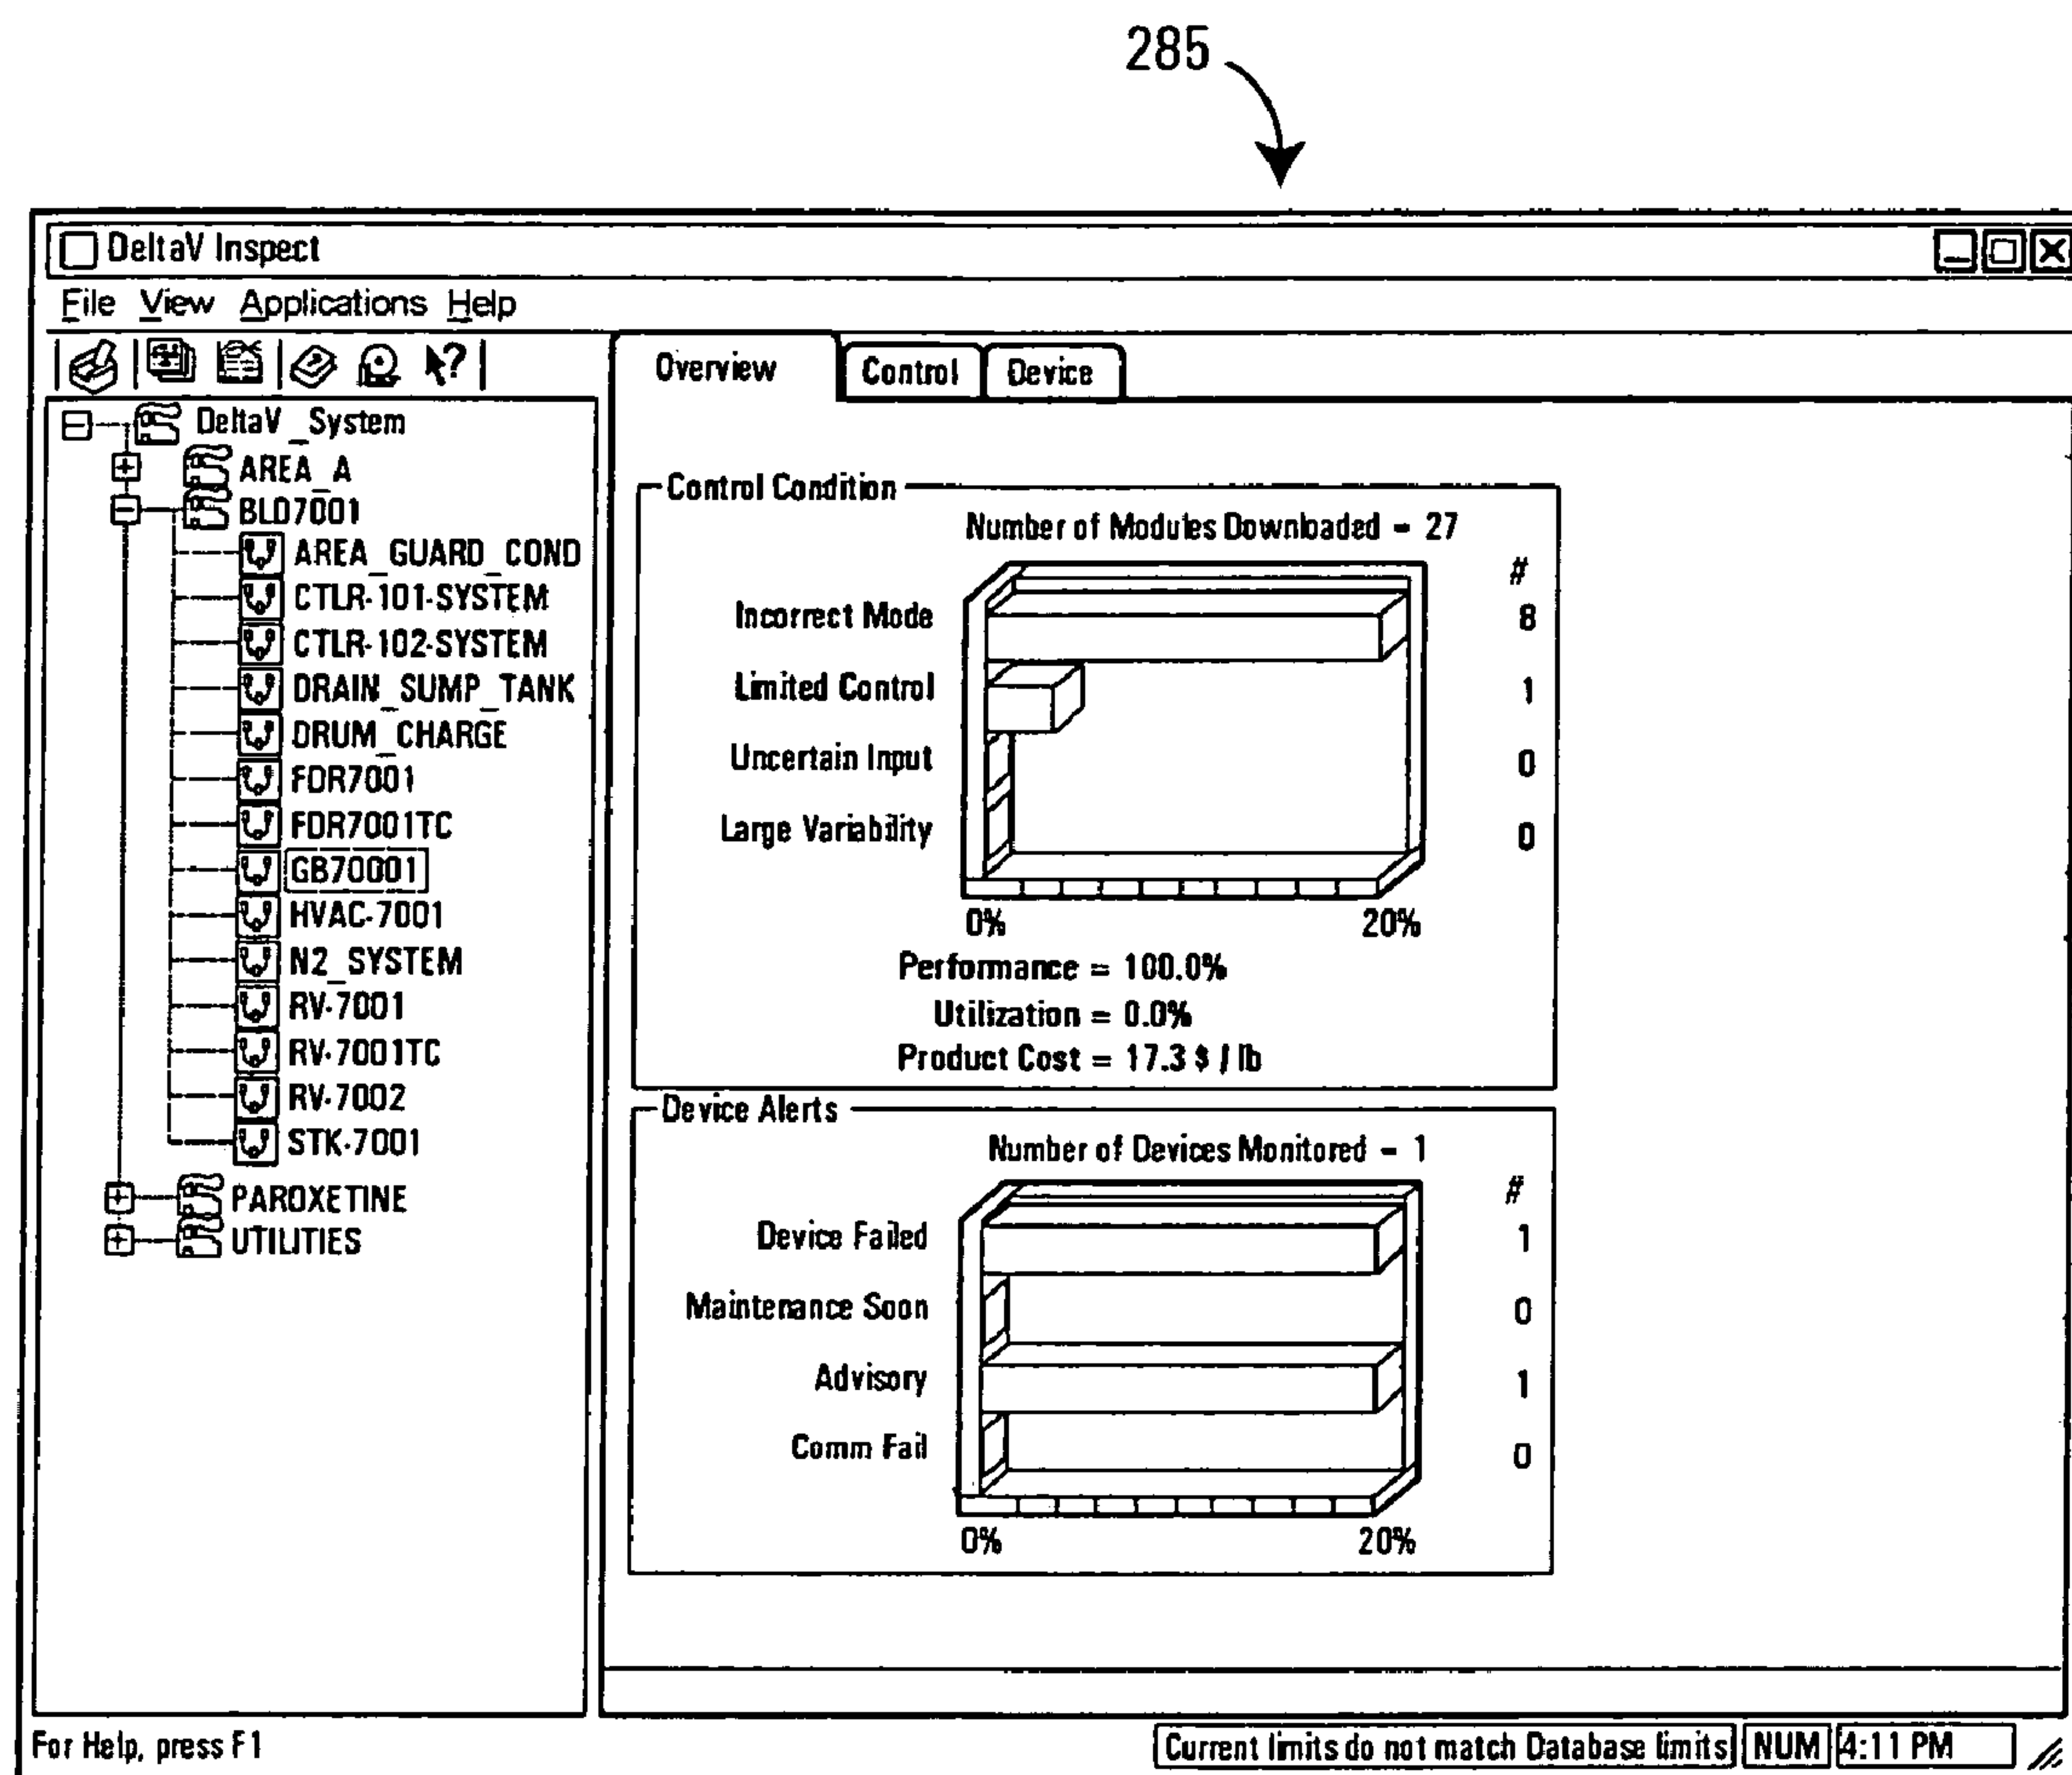 285
DeltaV Inspect
File View Applications Help
Overview Control Device
DeltaV_System
AREA_A
BLD7001
AREA_GUARD_COND
CTLR-101-SYSTEM
CTLR-102-SYSTEM
DRAIN_SUMP_TANK
DRUM_CHARGE
FDR7001
FDR7001TC
GB70001
HVAC-7001
N2_SYSTEM
RV-7001
RV-7001TC
RV-7002
STK-7001
PAROXETINE
UTILITIES
Control Condition
Number of Modules Downloaded - 27
#
Incorrect Mode 8
Limited Control 1
Uncertain Input 0
Large Variability 0
0% 20%
Performance = 100.0%
Utilization = 0.0%
Product Cost = 17.3 $ / lb
Device Alerts
Number of Devices Monitored - 1
#
Device Failed 1
Maintenance Soon 0
Advisory 1
Comm Fail 0
0% 20%
For Help, press F1
Current limits do not match Database limits NUM 4:11 PM